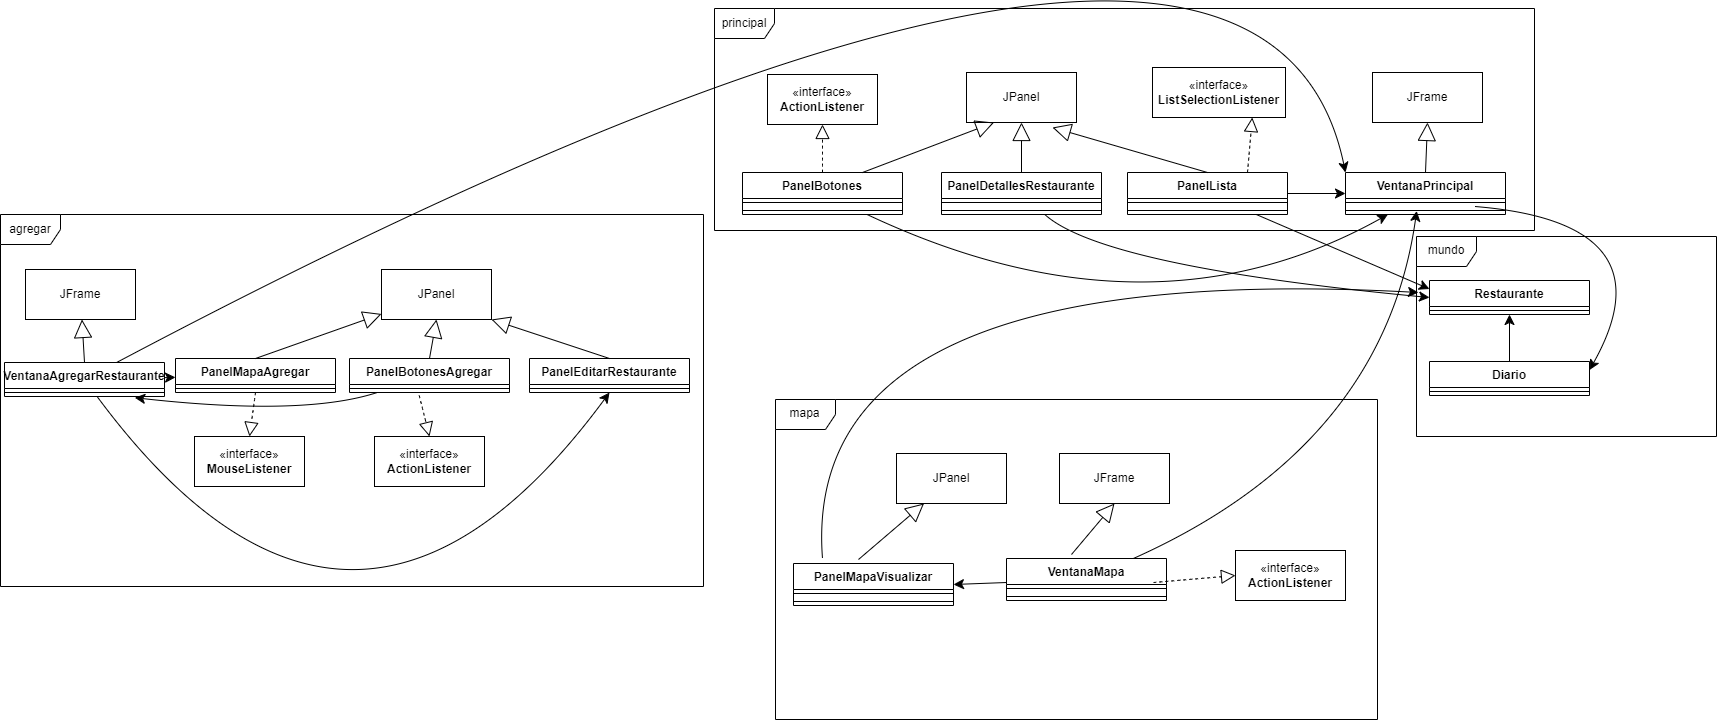 principal
«interface»
ActionListener
JPanel
«interface»
ListSelectionListener
JFrame
PanelBotones
PanelDetallesRestaurante
PanelLista
VentanaPrincipal
agregar
JFrame
JPanel
VentanaAgregarRestaurante
PanelMapaAgregar
PanelBotonesAgregar
PanelEditarRestaurante
«interface»
MouseListener
«interface»
ActionListener
mundo
Restaurante
Diario
mapa
JPanel
JFrame
PanelMapaVisualizar
VentanaMapa
«interface»
ActionListener